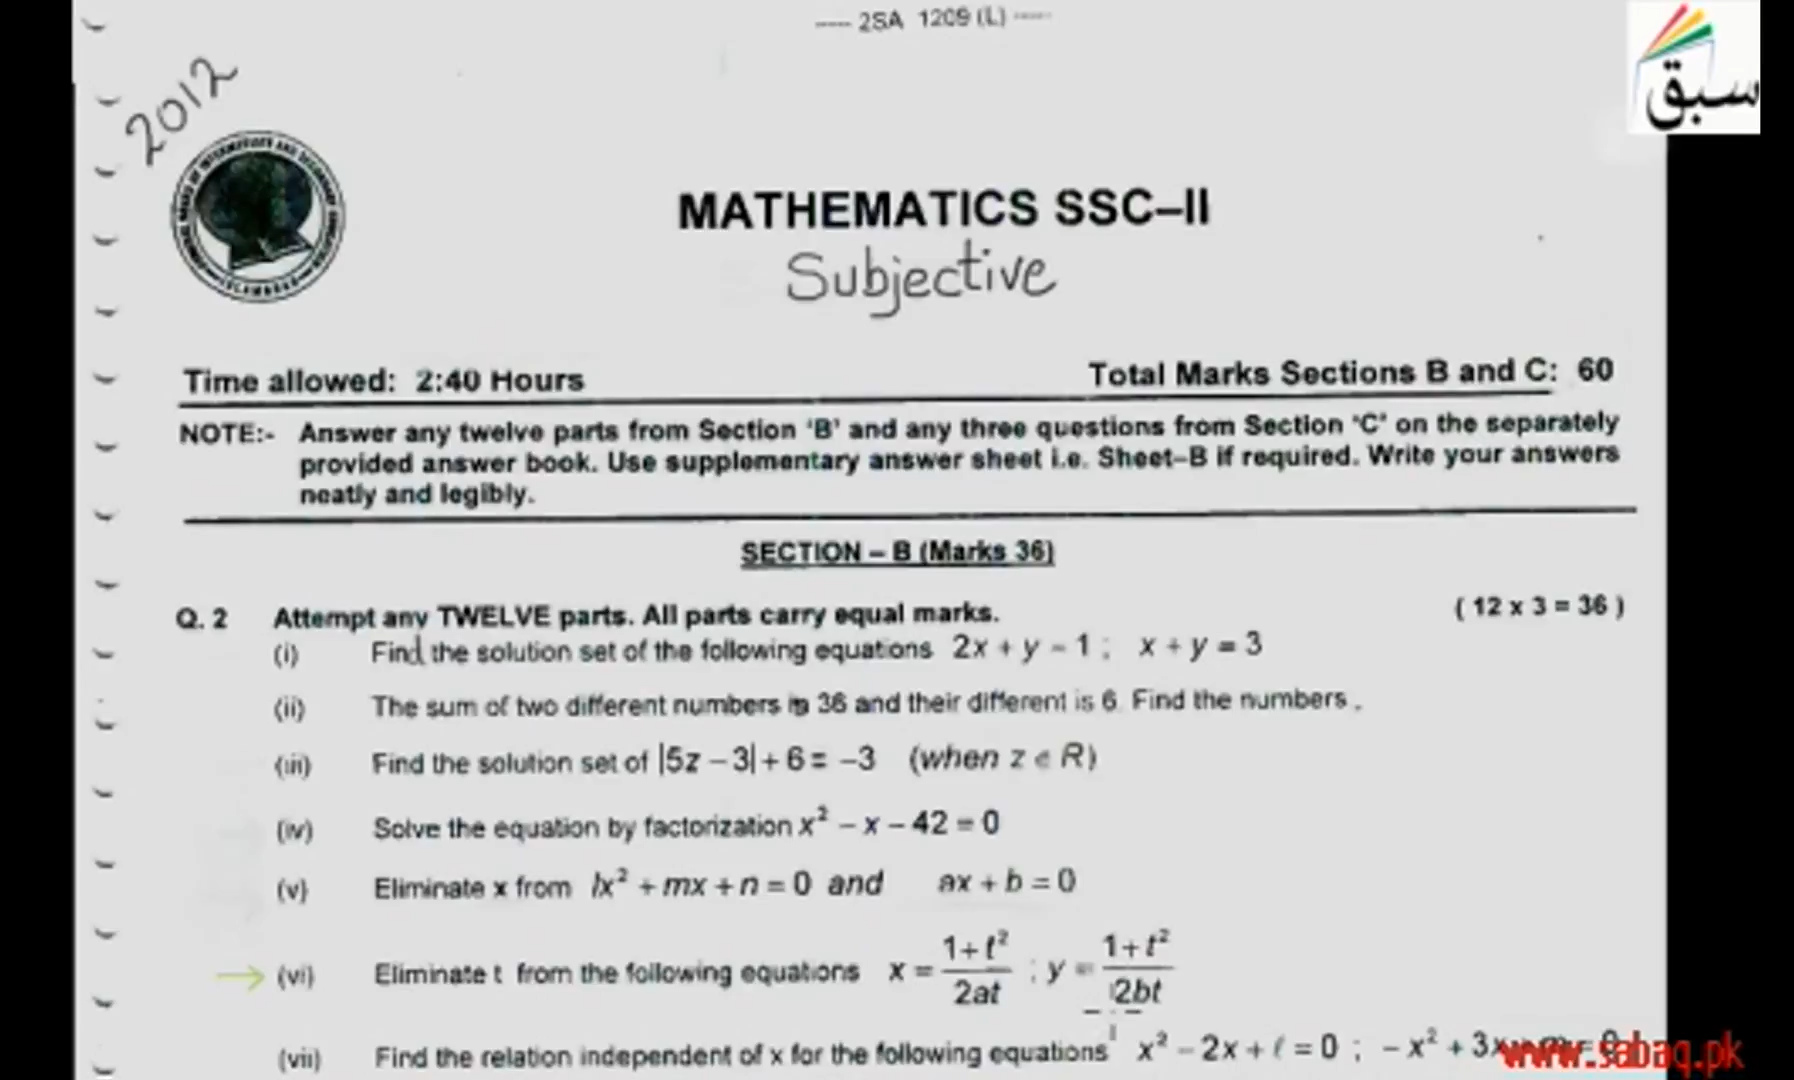 ---- 2SA 1209 (L) ----
2012
سبق
MATHEMATICS SSC–II
Subjective
Time allowed: 2:40 Hours
Total Marks Sections B and C: 60
NOTE:- Answer any twelve parts from Section 'B' and any three questions from Section 'C' on the separately
provided answer book. Use supplementary answer sheet i.e. Sheet–B if required. Write your answers
neatly and legibly.
SECTION – B (Marks 36)
Q. 2 Attempt any TWELVE parts. All parts carry equal marks. ( 12 x 3 = 36 )
(i) Find the solution set of the following equations 2x + y = 1 ; x + y = 3
(ii) The sum of two different numbers is 36 and their different is 6. Find the numbers .
(iii) Find the solution set of |5z – 3| + 6 = –3 (when z ∈ R)
(iv) Solve the equation by factorization x² – x – 42 = 0
(v) Eliminate x from lx² + mx + n = 0 and ax + b = 0
→ (vi) Eliminate t from the following equations x = (1+t²)/(2at) ; y = (1+t²)/(2bt)
(vii) Find the relation independent of x for the following equations x² – 2x + ℓ = 0 ; – x² + 3x
www.sabaq.pk